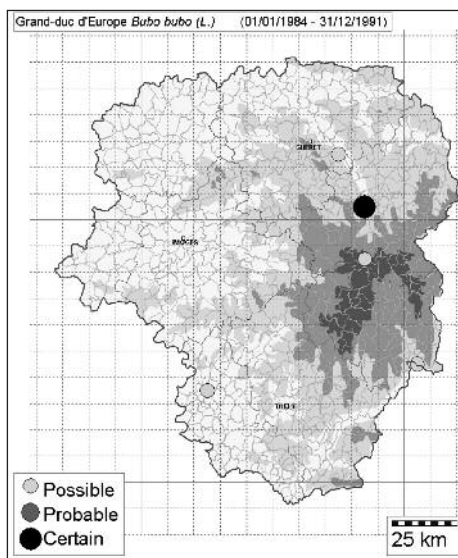 Grand-duc d'Europe Bubo bubo (L.) (01/01/1984 - 31/12/1991)
GUERET
LIMOGES
TULLE
Possible
Probable
Certain
25 km